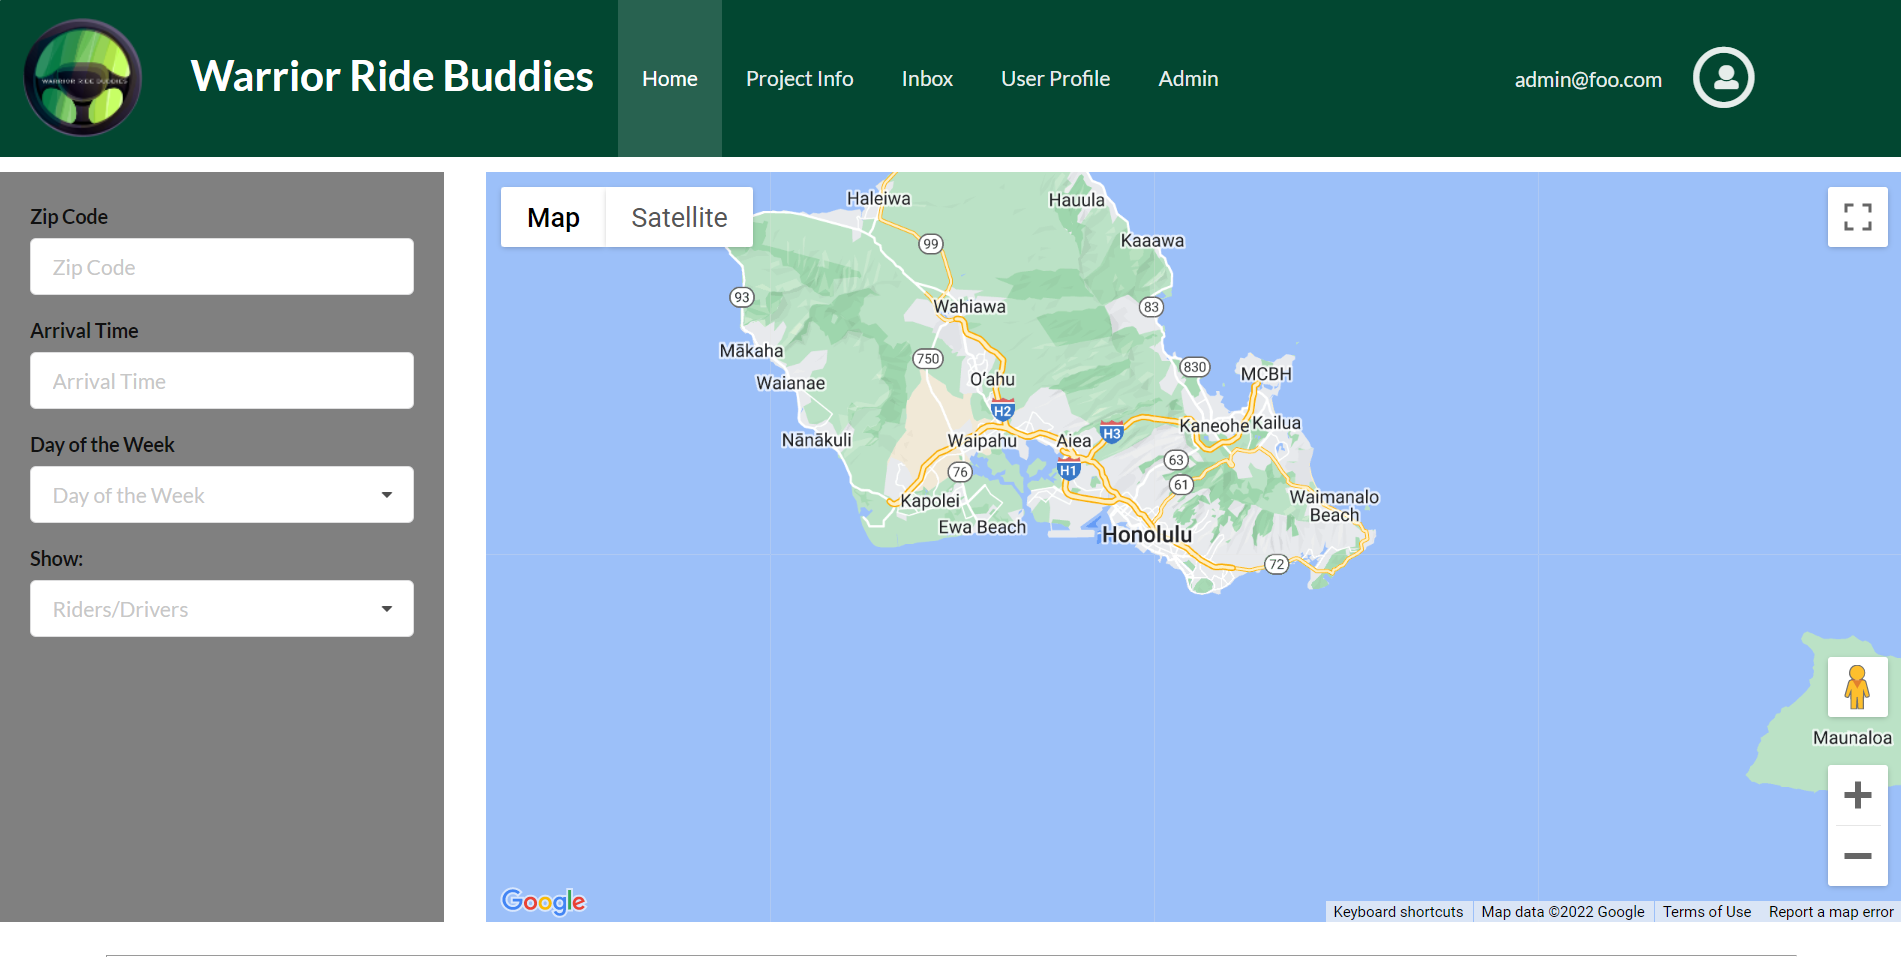 WARRIOR RIDE BUDDIES
Warrior Ride Buddies
Home
Project Info
Inbox
User Profile
Admin
admin@foo.com
Zip Code
Zip Code
Arrival Time
Arrival Time
Day of the Week
Day of the Week
Show:
Riders/Drivers
Map
Satellite
Haleiwa
Hauula
Kaaawa
99
93
Wahiawa
83
Mākaha
750
Waianae
Oʻahu
830
MCBH
H2
Nānākuli
Waipahu
Aiea
H3
Kaneohe
Kailua
76
H1
63
61
Kapolei
Ewa Beach
Waimanalo
Beach
Honolulu
72
Maunaloa
Google
Keyboard shortcuts
Map data ©2022 Google
Terms of Use
Report a map error